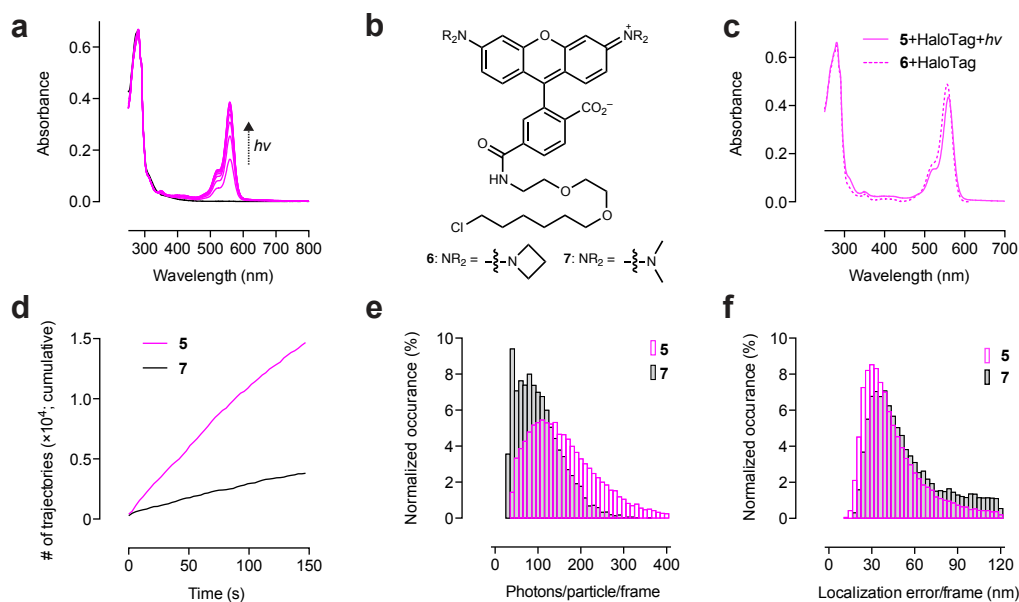 a
Absorbance
0.6
0.4
0.2
0.0
hv
300 400 500 600 700 800
Wavelength (nm)
b
R₂N
O
NR₂
+
CO₂⁻
O
NH
O
O
Cl
6: NR₂ = N
7: NR₂ = N
c
Absorbance
0.6
0.4
0.2
0.0
5+HaloTag+hv
6+HaloTag
300 400 500 600 700
Wavelength (nm)
d
# of trajectories (×10⁴; cumulative)
1.5
1.0
0.5
0
5
7
0 50 100 150
Time (s)
e
Normalized occurance (%)
10
8
6
4
2
0
5
7
0 100 200 300 400
Photons/particle/frame
f
Normalized occurance (%)
10
8
6
4
2
0
5
7
0 30 60 90 120
Localization error/frame (nm)